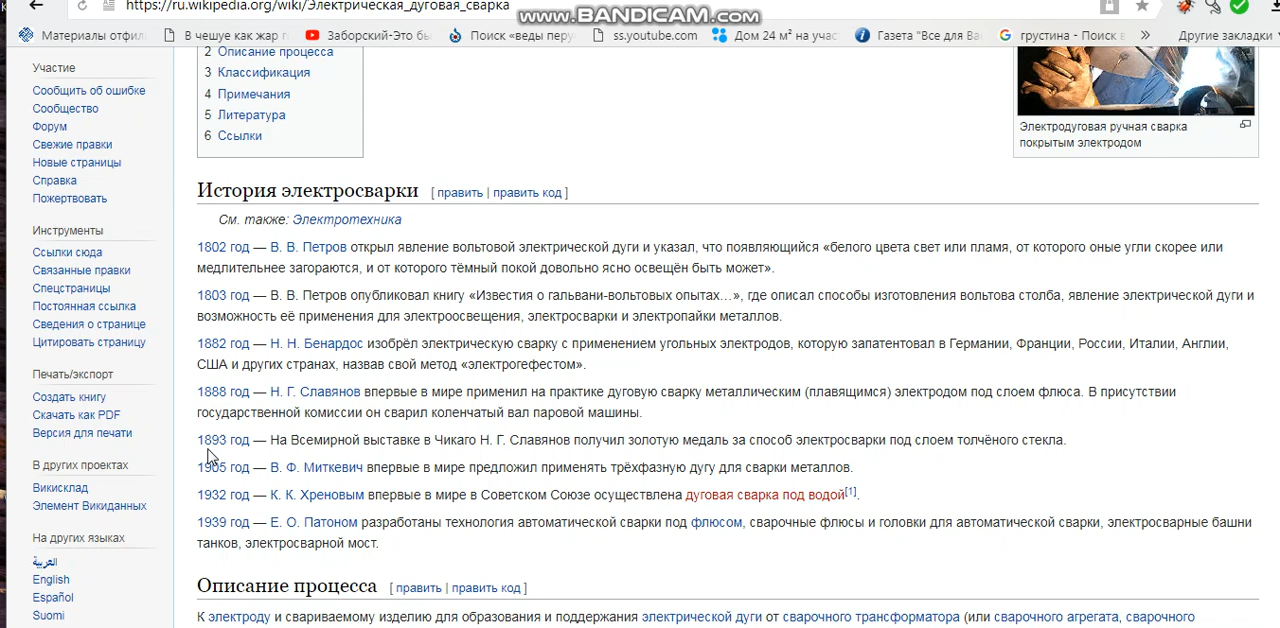 https://ru.wikipedia.org/wiki/Электрическая_дуговая_сварка
www.BANDICAM.com
Материалы отфил
В чешуе как жар
Заборский-Это бы
Поиск «веды перу
ss.youtube.com
Дом 24 м² на учас
Газета "Все для Ва
грустина - Поиск в
»
Другие закладки
Участие
Сообщить об ошибке
Сообщество
Форум
Свежие правки
Новые страницы
Справка
Пожертвовать
Инструменты
Ссылки сюда
Связанные правки
Спецстраницы
Постоянная ссылка
Сведения о странице
Цитировать страницу
Печать/экспорт
Создать книгу
Скачать как PDF
Версия для печати
В других проектах
Викисклад
Элемент Викиданных
На других языках
العربية
English
Español
Suomi
2 Описание процесса
3 Классификация
4 Примечания
5 Литература
6 Ссылки
Электродуговая ручная сварка
покрытым электродом
История электросварки [ править | править код ]
См. также: Электротехника
1802 год — В. В. Петров открыл явление вольтовой электрической дуги и указал, что появляющийся «белого цвета свет или пламя, от которого оные угли скорее или
медлительнее загораются, и от которого тёмный покой довольно ясно освещён быть может».
1803 год — В. В. Петров опубликовал книгу «Известия о гальвани-вольтовых опытах…», где описал способы изготовления вольтова столба, явление электрической дуги и
возможность её применения для электроосвещения, электросварки и электропайки металлов.
1882 год — Н. Н. Бенардос изобрёл электрическую сварку с применением угольных электродов, которую запатентовал в Германии, Франции, России, Италии, Англии,
США и других странах, назвав свой метод «электрогефестом».
1888 год — Н. Г. Славянов впервые в мире применил на практике дуговую сварку металлическим (плавящимся) электродом под слоем флюса. В присутствии
государственной комиссии он сварил коленчатый вал паровой машины.
1893 год — На Всемирной выставке в Чикаго Н. Г. Славянов получил золотую медаль за способ электросварки под слоем толчёного стекла.
1905 год — В. Ф. Миткевич впервые в мире предложил применять трёхфазную дугу для сварки металлов.
1932 год — К. К. Хреновым впервые в мире в Советском Союзе осуществлена дуговая сварка под водой[1].
1939 год — Е. О. Патоном разработаны технология автоматической сварки под флюсом, сварочные флюсы и головки для автоматической сварки, электросварные башни
танков, электросварной мост.
Описание процесса [ править | править код ]
К электроду и свариваемому изделию для образования и поддержания электрической дуги от сварочного трансформатора (или сварочного агрегата, сварочного